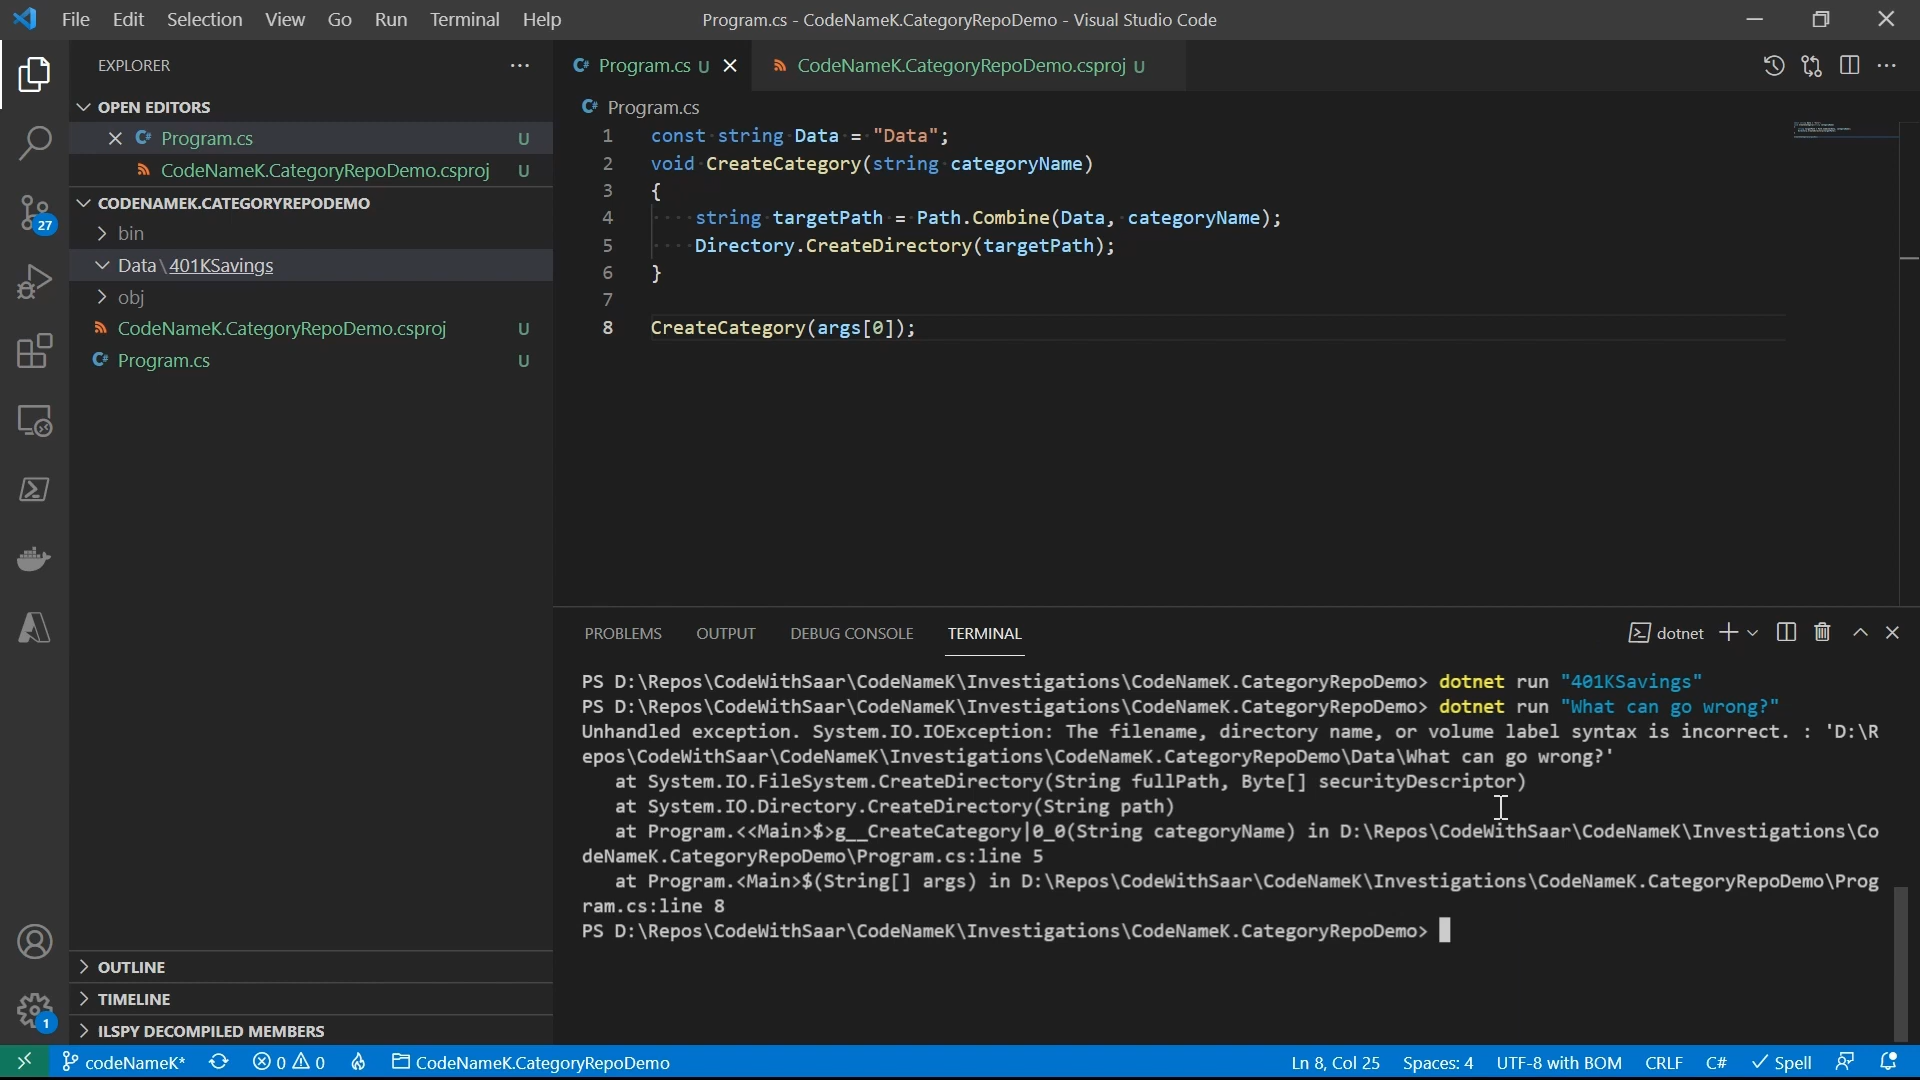 File Edit Selection View Go Run Terminal Help
Program.cs - CodeNameK.CategoryRepoDemo - Visual Studio Code
EXPLORER
OPEN EDITORS
Program.cs U
CodeNameK.CategoryRepoDemo.csproj U
CODENAMEK.CATEGORYREPODEMO
bin
Data\401KSavings
obj
CodeNameK.CategoryRepoDemo.csproj U
Program.cs U
OUTLINE
TIMELINE
ILSPY DECOMPILED MEMBERS
27
1
Program.cs U
CodeNameK.CategoryRepoDemo.csproj U
Program.cs
1 const string Data = "Data";
2 void CreateCategory(string categoryName)
3 {
4 string targetPath = Path.Combine(Data, categoryName);
5 Directory.CreateDirectory(targetPath);
6 }
7
8 CreateCategory(args[0]);
PROBLEMS OUTPUT DEBUG CONSOLE TERMINAL
dotnet
PS D:\Repos\CodeWithSaar\CodeNameK\Investigations\CodeNameK.CategoryRepoDemo> dotnet run "401KSavings"
PS D:\Repos\CodeWithSaar\CodeNameK\Investigations\CodeNameK.CategoryRepoDemo> dotnet run "What can go wrong?"
Unhandled exception. System.IO.IOException: The filename, directory name, or volume label syntax is incorrect. : 'D:\R
epos\CodeWithSaar\CodeNameK\Investigations\CodeNameK.CategoryRepoDemo\Data\What can go wrong?'
at System.IO.FileSystem.CreateDirectory(String fullPath, Byte[] securityDescriptor)
at System.IO.Directory.CreateDirectory(String path)
at Program.<<Main>$>g__CreateCategory|0_0(String categoryName) in D:\Repos\CodeWithSaar\CodeNameK\Investigations\Co
deNameK.CategoryRepoDemo\Program.cs:line 5
at Program.<Main>$(String[] args) in D:\Repos\CodeWithSaar\CodeNameK\Investigations\CodeNameK.CategoryRepoDemo\Prog
ram.cs:line 8
PS D:\Repos\CodeWithSaar\CodeNameK\Investigations\CodeNameK.CategoryRepoDemo>
codeNameK* 0 0 CodeNameK.CategoryRepoDemo Ln 8, Col 25 Spaces: 4 UTF-8 with BOM CRLF C# Spell